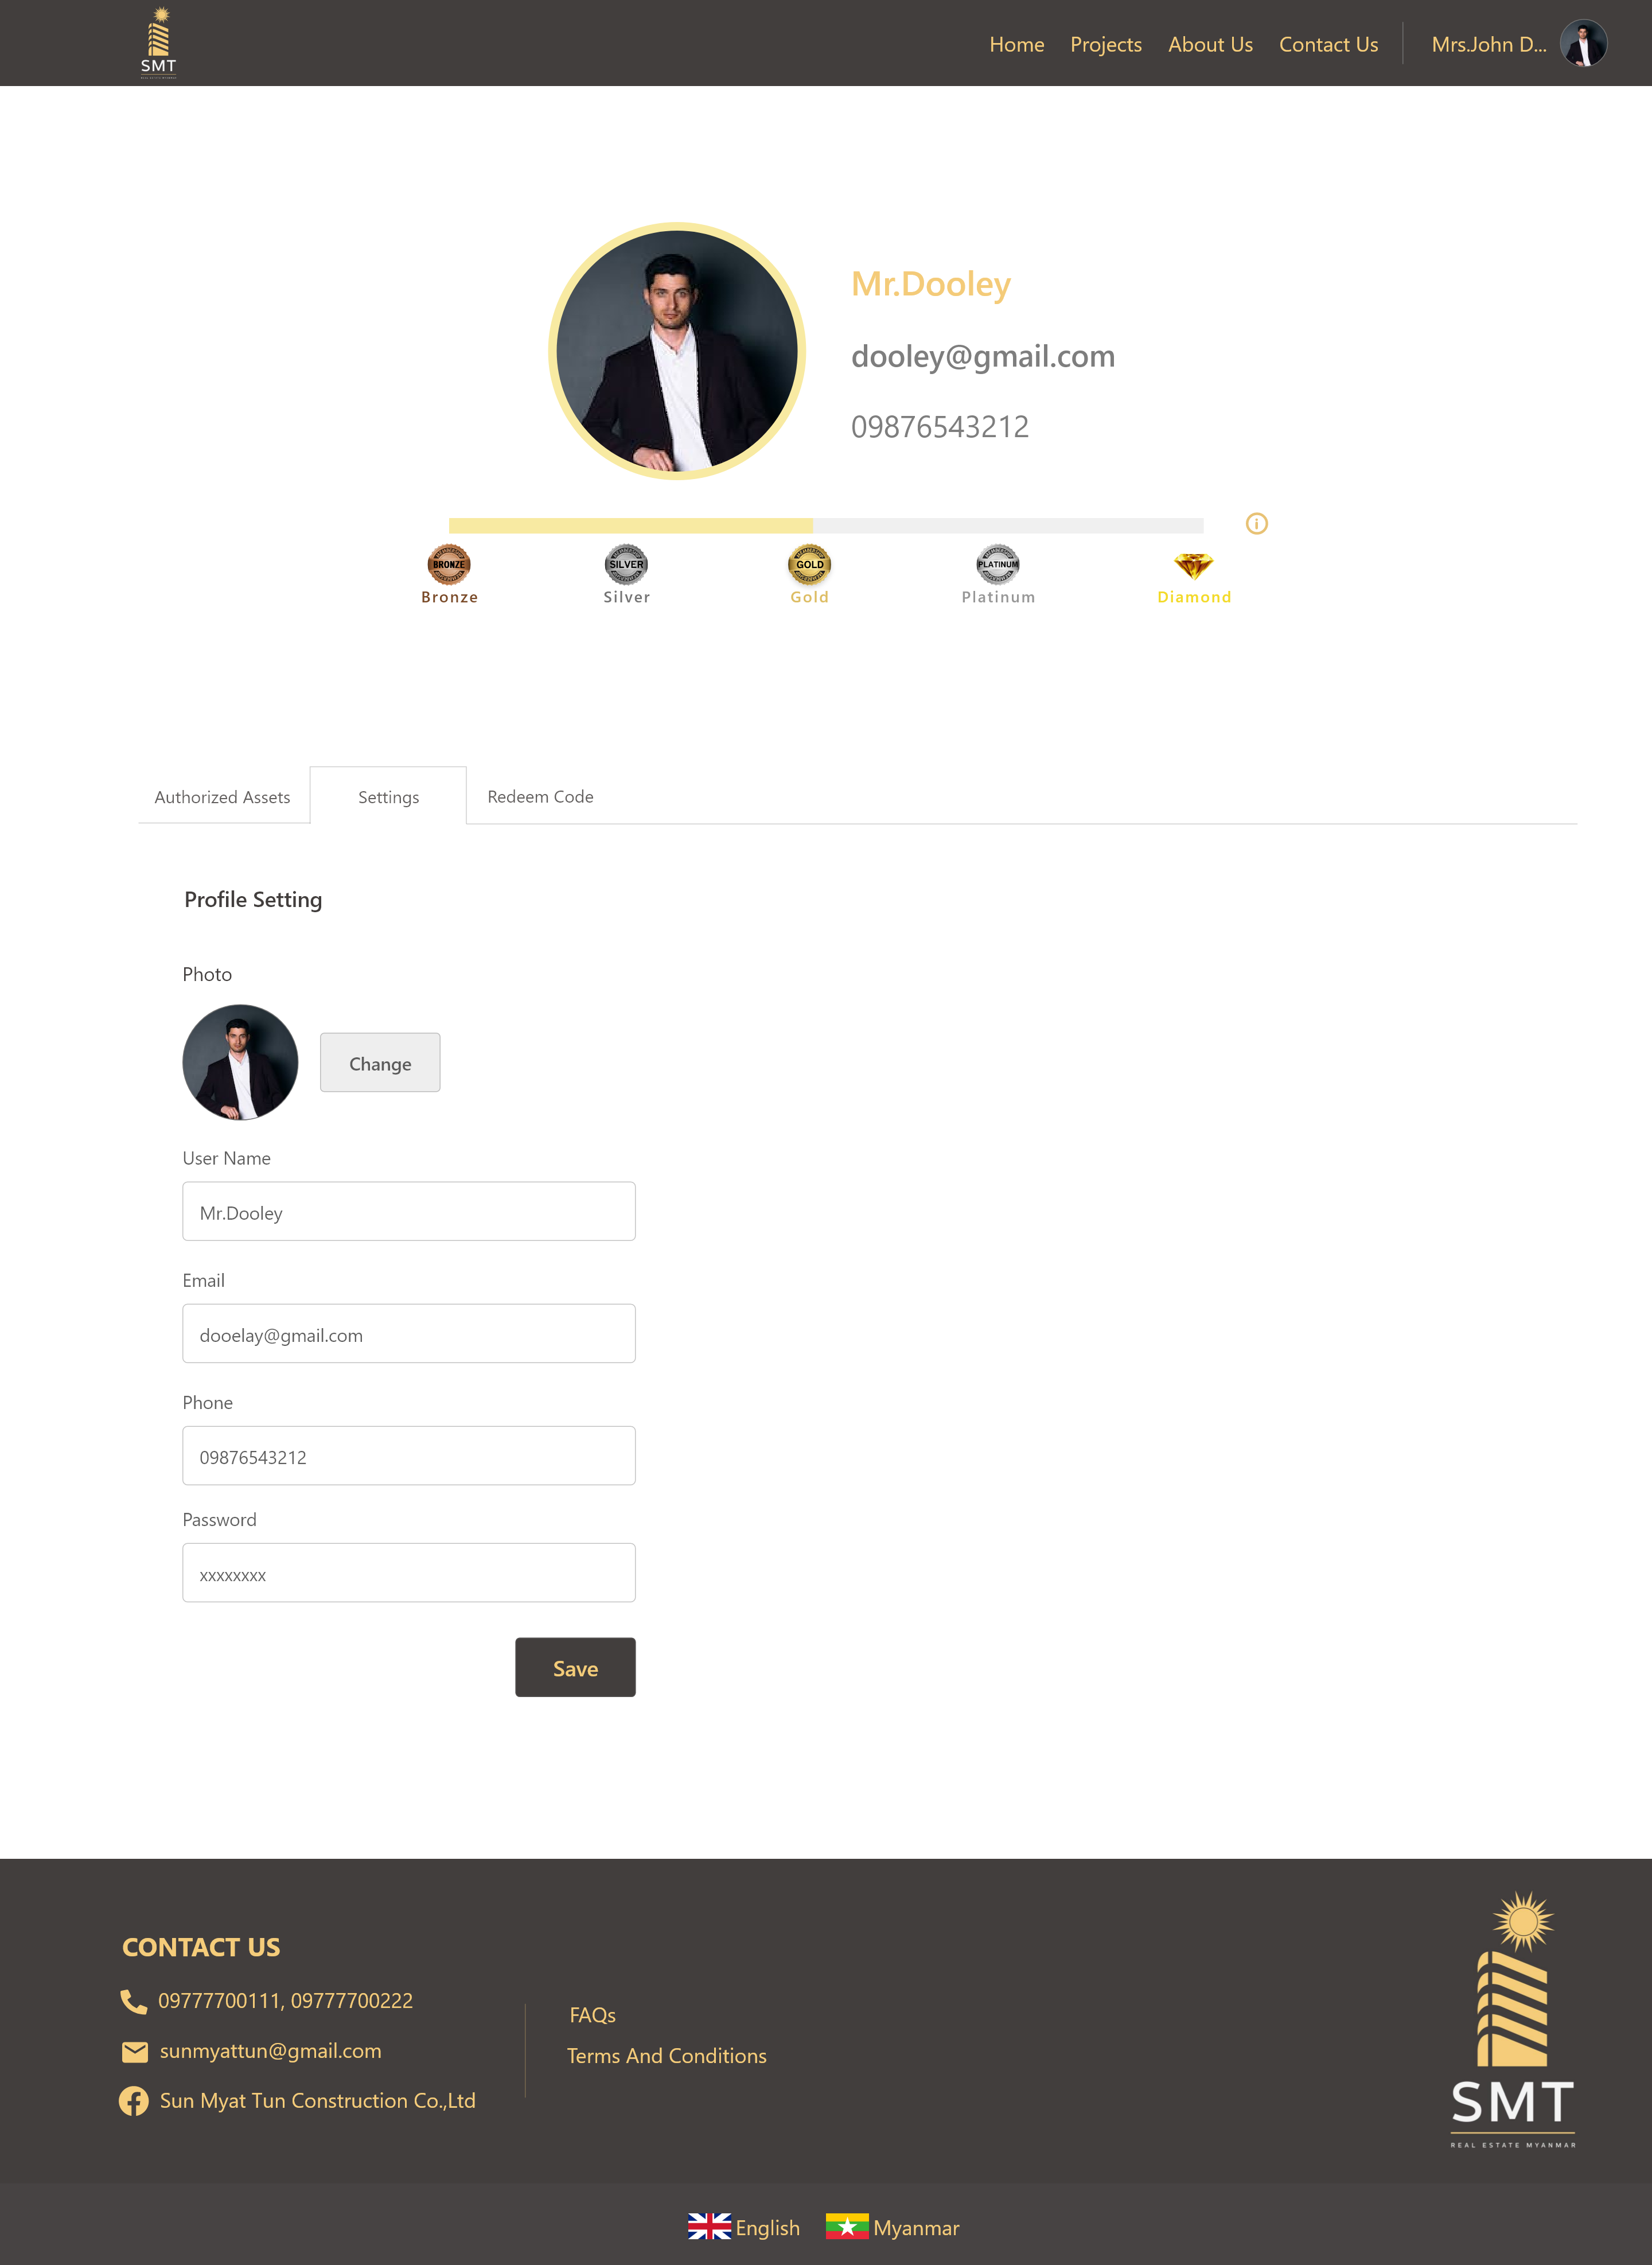 SMT
Home Projects About Us Contact Us Mrs.John D...
Mr.Dooley
dooley@gmail.com
09876543212
BRONZE SILVER GOLD PLATINUM
Bronze Silver Gold Platinum Diamond
Authorized Assets Settings Redeem Code
Profile Setting
Photo
Change
User Name
Mr.Dooley
Email
dooelay@gmail.com
Phone
09876543212
Password
xxxxxxxx
Save
CONTACT US
09777700111, 09777700222
sunmyattun@gmail.com
Sun Myat Tun Construction Co.,Ltd
FAQs
Terms And Conditions
SMT
REAL ESTATE MYANMAR
English Myanmar